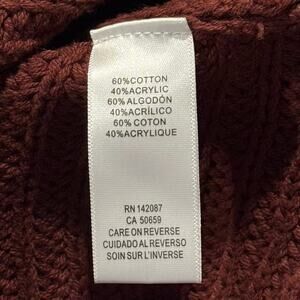 60%COTTON
40%ACRYLIC
60%ALGODÓN
40%ACRÍLICO
60% COTON
40%ACRYLIQUE
RN 142087
CA 50659
CARE ON REVERSE
CUIDADO AL REVERSO
SOIN SUR L'INVERSE